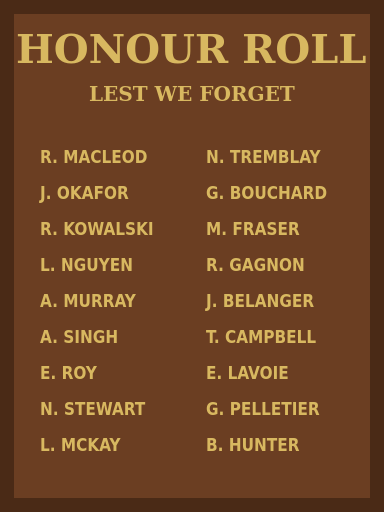 HONOUR ROLL
LEST WE FORGET
R. MACLEOD
J. OKAFOR
R. KOWALSKI
L. NGUYEN
A. MURRAY
A. SINGH
E. ROY
N. STEWART
L. MCKAY
N. TREMBLAY
G. BOUCHARD
M. FRASER
R. GAGNON
J. BELANGER
T. CAMPBELL
E. LAVOIE
G. PELLETIER
B. HUNTER